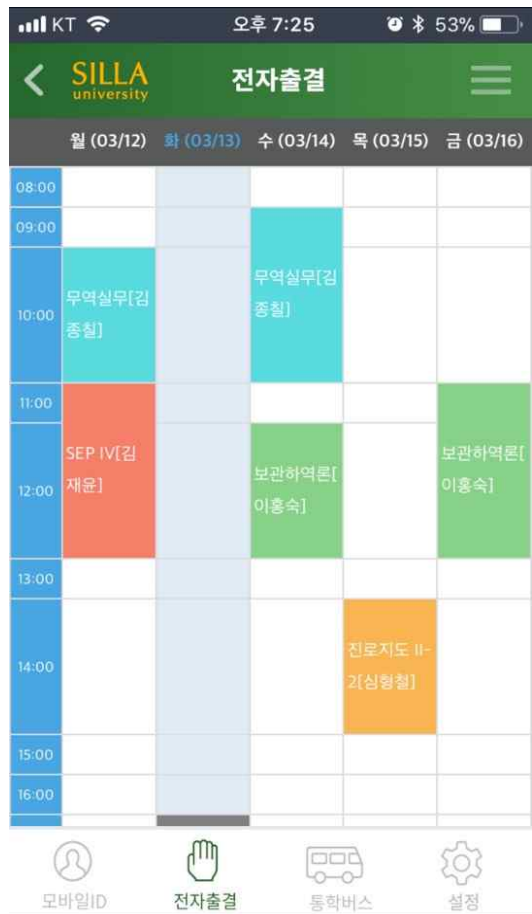 KT 오후 7:25 53%
SILLA
university
전자출결
월 (03/12) 화 (03/13) 수 (03/14) 목 (03/15) 금 (03/16)
08:00
09:00
10:00
무역실무[김
종칠]
무역실무[김
종칠]
11:00
12:00
SEP IV[김
재윤]
보관하역론[
이홍숙]
보관하역론[
이홍숙]
13:00
14:00
진로지도 II-
2[심형철]
15:00
16:00
모바일ID 전자출결 통학버스 설정